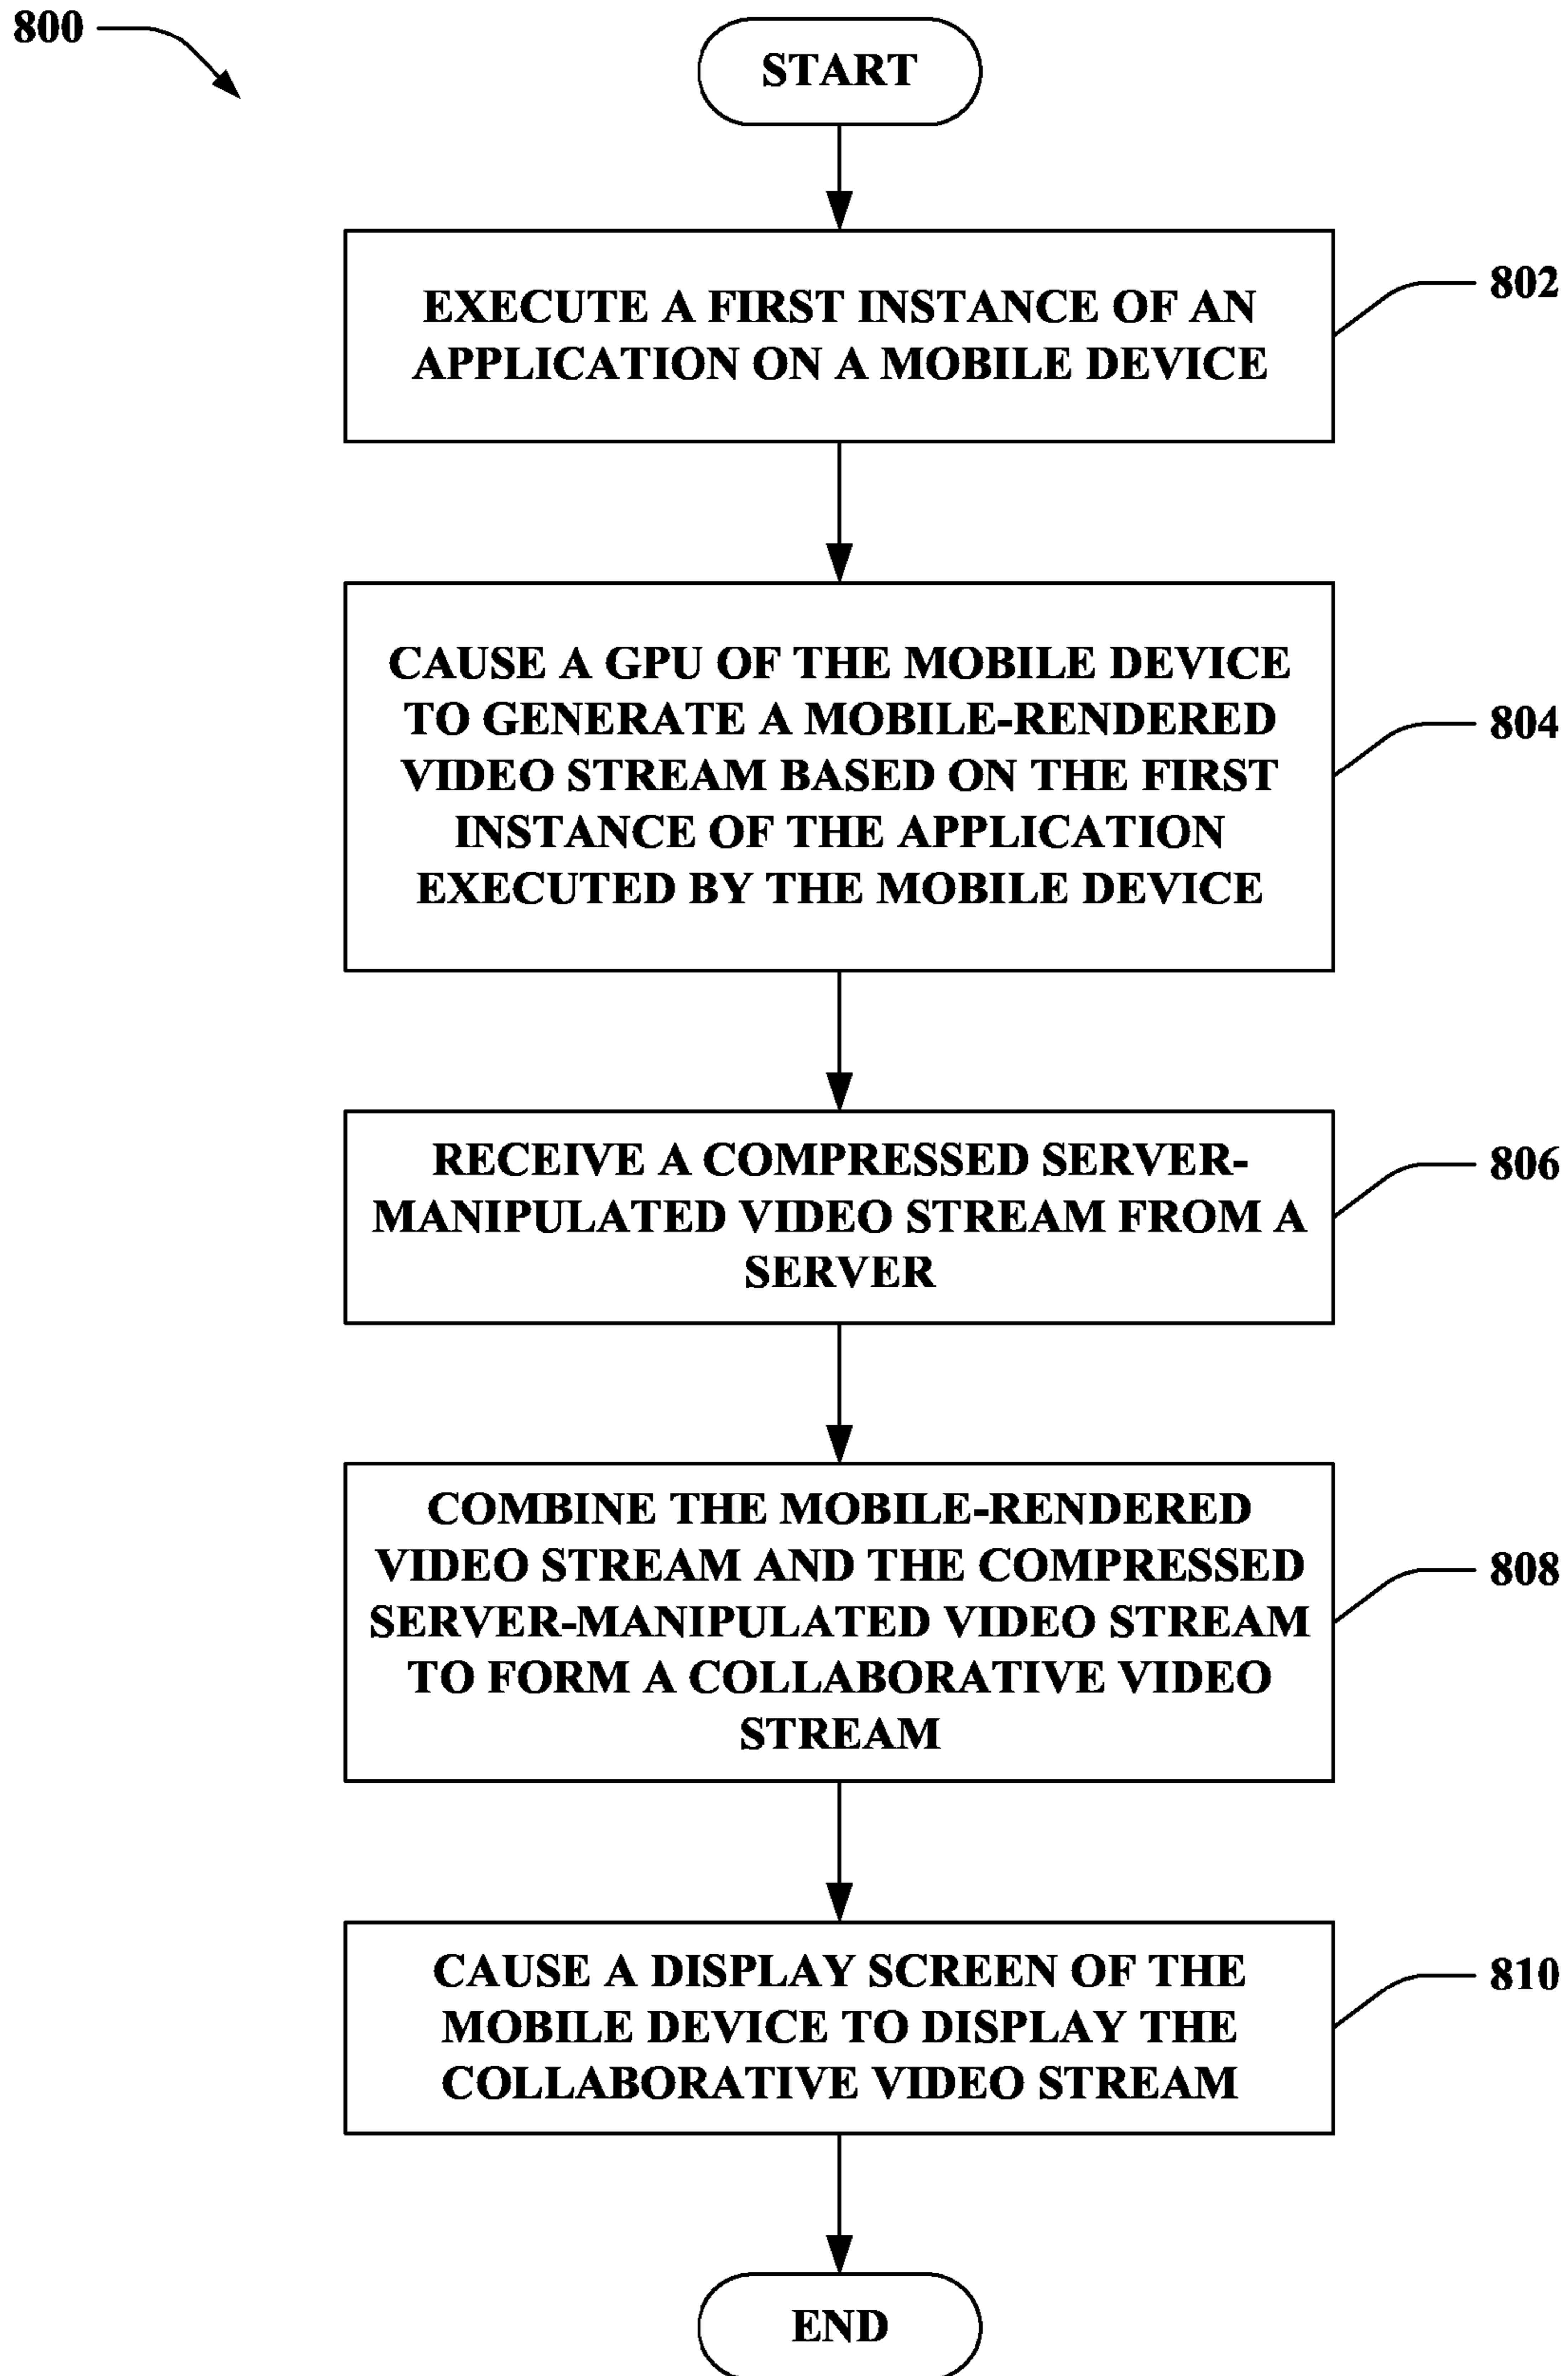 800
START
EXECUTE A FIRST INSTANCE OF AN
APPLICATION ON A MOBILE DEVICE
802
CAUSE A GPU OF THE MOBILE DEVICE
TO GENERATE A MOBILE-RENDERED
VIDEO STREAM BASED ON THE FIRST
INSTANCE OF THE APPLICATION
EXECUTED BY THE MOBILE DEVICE
804
RECEIVE A COMPRESSED SERVER-
MANIPULATED VIDEO STREAM FROM A
SERVER
806
COMBINE THE MOBILE-RENDERED
VIDEO STREAM AND THE COMPRESSED
SERVER-MANIPULATED VIDEO STREAM
TO FORM A COLLABORATIVE VIDEO
STREAM
808
CAUSE A DISPLAY SCREEN OF THE
MOBILE DEVICE TO DISPLAY THE
COLLABORATIVE VIDEO STREAM
810
END